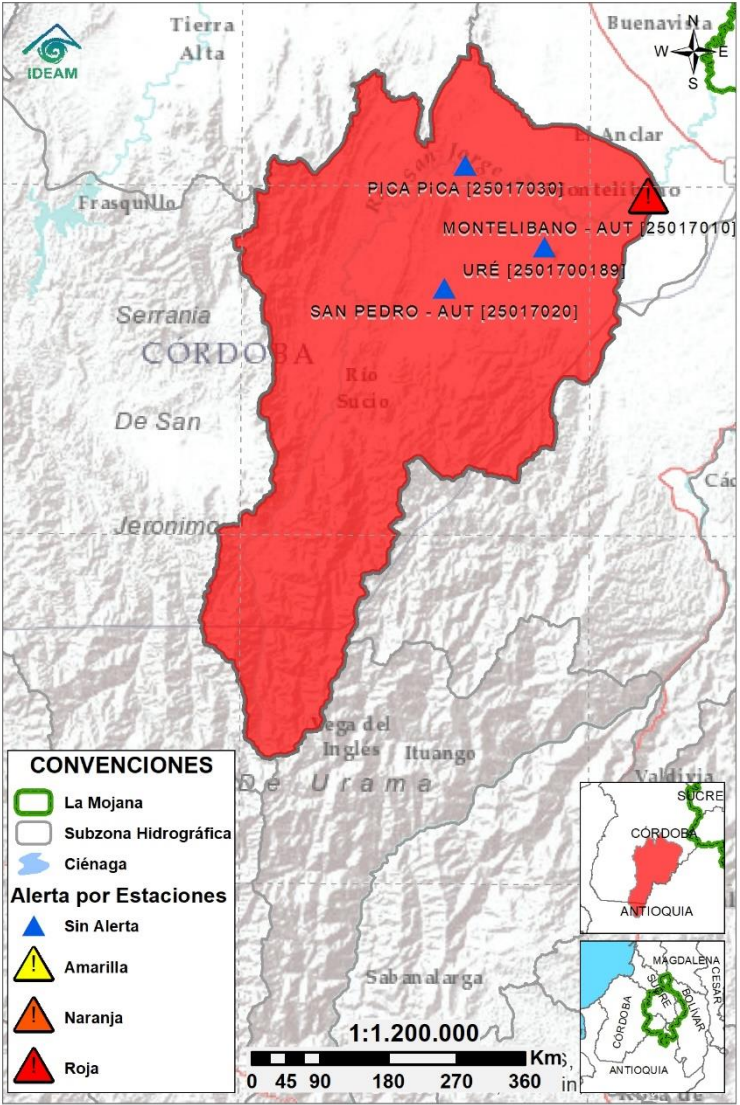 IDEAM
Tierra
Alta
Buenavista
N
W
E
S
El Anclar
Frasquillo
PICA PICA [25017030]
MONTELIBANO - AUT [25017010]
URÉ [2501700189]
SAN PEDRO - AUT [25017020]
Serranía
CÓRDOBA
Río
Sucio
De San
Jeronimo
Các
Vega del
Inglés
Ituango
De Urama
Valdivia
Sabanalarga
CONVENCIONES
La Mojana
Subzona Hidrográfica
Ciénaga
Alerta por Estaciones
Sin Alerta
Amarilla
Naranja
Roja
1:1.200.000
Km
0 45 90 180 270 360
SUCRE
CÓRDOBA
ANTIOQUIA
MAGDALENA
CESAR
SUCRE
BOLÍVAR
CÓRDOBA
ANTIOQUIA